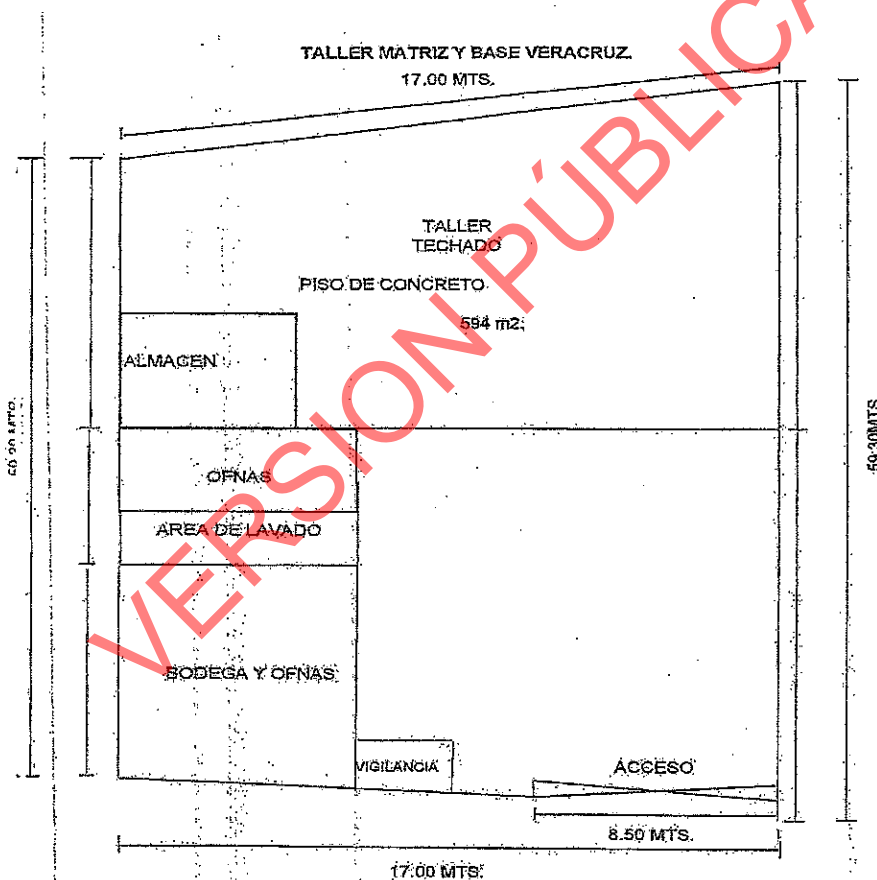 TALLER MATRIZ Y BASE VERACRUZ.
17.00 MTS.
TALLER
TECHADO
PISO DE CONCRETO
594 m2.
ALMACEN
OFNAS
AREA DE LAVADO
BODEGA Y OFNAS
VIGILANCIA
ACCESO
8.50 MTS.
17.00 MTS.
59.30MTS
VERSION PÚBLICA